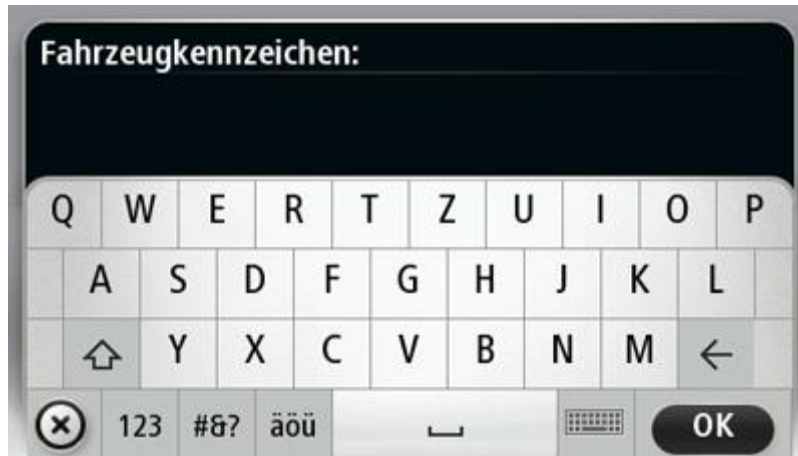 Fahrzeugkennzeichen:
Q W E R T Z U I O P
A S D F G H J K L
Y X C V B N M
123 #&? äöü OK